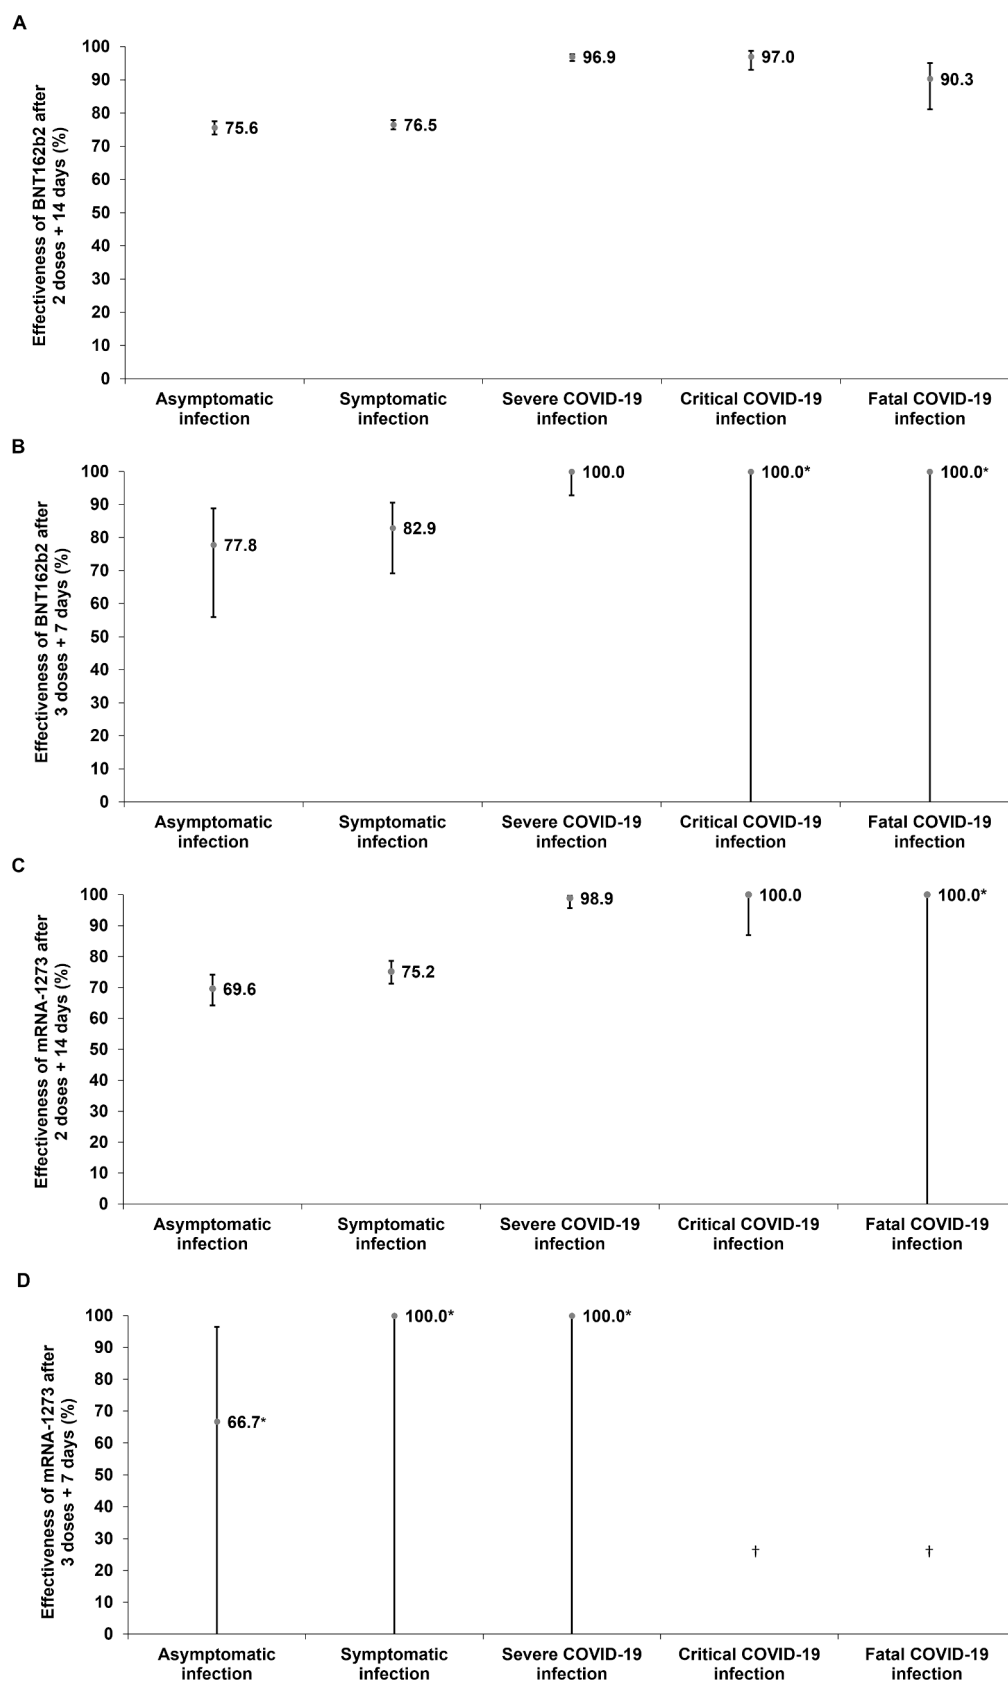 A
Effectiveness of BNT162b2 after
2 doses + 14 days (%)
100
90
80
70
60
50
40
30
20
10
0
75.6
76.5
96.9
97.0
90.3
Asymptomatic
infection
Symptomatic
infection
Severe COVID-19
infection
Critical COVID-19
infection
Fatal COVID-19
infection
B
Effectiveness of BNT162b2 after
3 doses + 7 days (%)
100
90
80
70
60
50
40
30
20
10
0
77.8
82.9
100.0
100.0*
100.0*
Asymptomatic
infection
Symptomatic
infection
Severe COVID-19
infection
Critical COVID-19
infection
Fatal COVID-19
infection
C
Effectiveness of mRNA-1273 after
2 doses + 14 days (%)
100
90
80
70
60
50
40
30
20
10
0
69.6
75.2
98.9
100.0
100.0*
Asymptomatic
infection
Symptomatic
infection
Severe COVID-19
infection
Critical COVID-19
infection
Fatal COVID-19
infection
D
Effectiveness of mRNA-1273 after
3 doses + 7 days (%)
100
90
80
70
60
50
40
30
20
10
0
66.7*
100.0*
100.0*
†
†
Asymptomatic
infection
Symptomatic
infection
Severe COVID-19
infection
Critical COVID-19
infection
Fatal COVID-19
infection